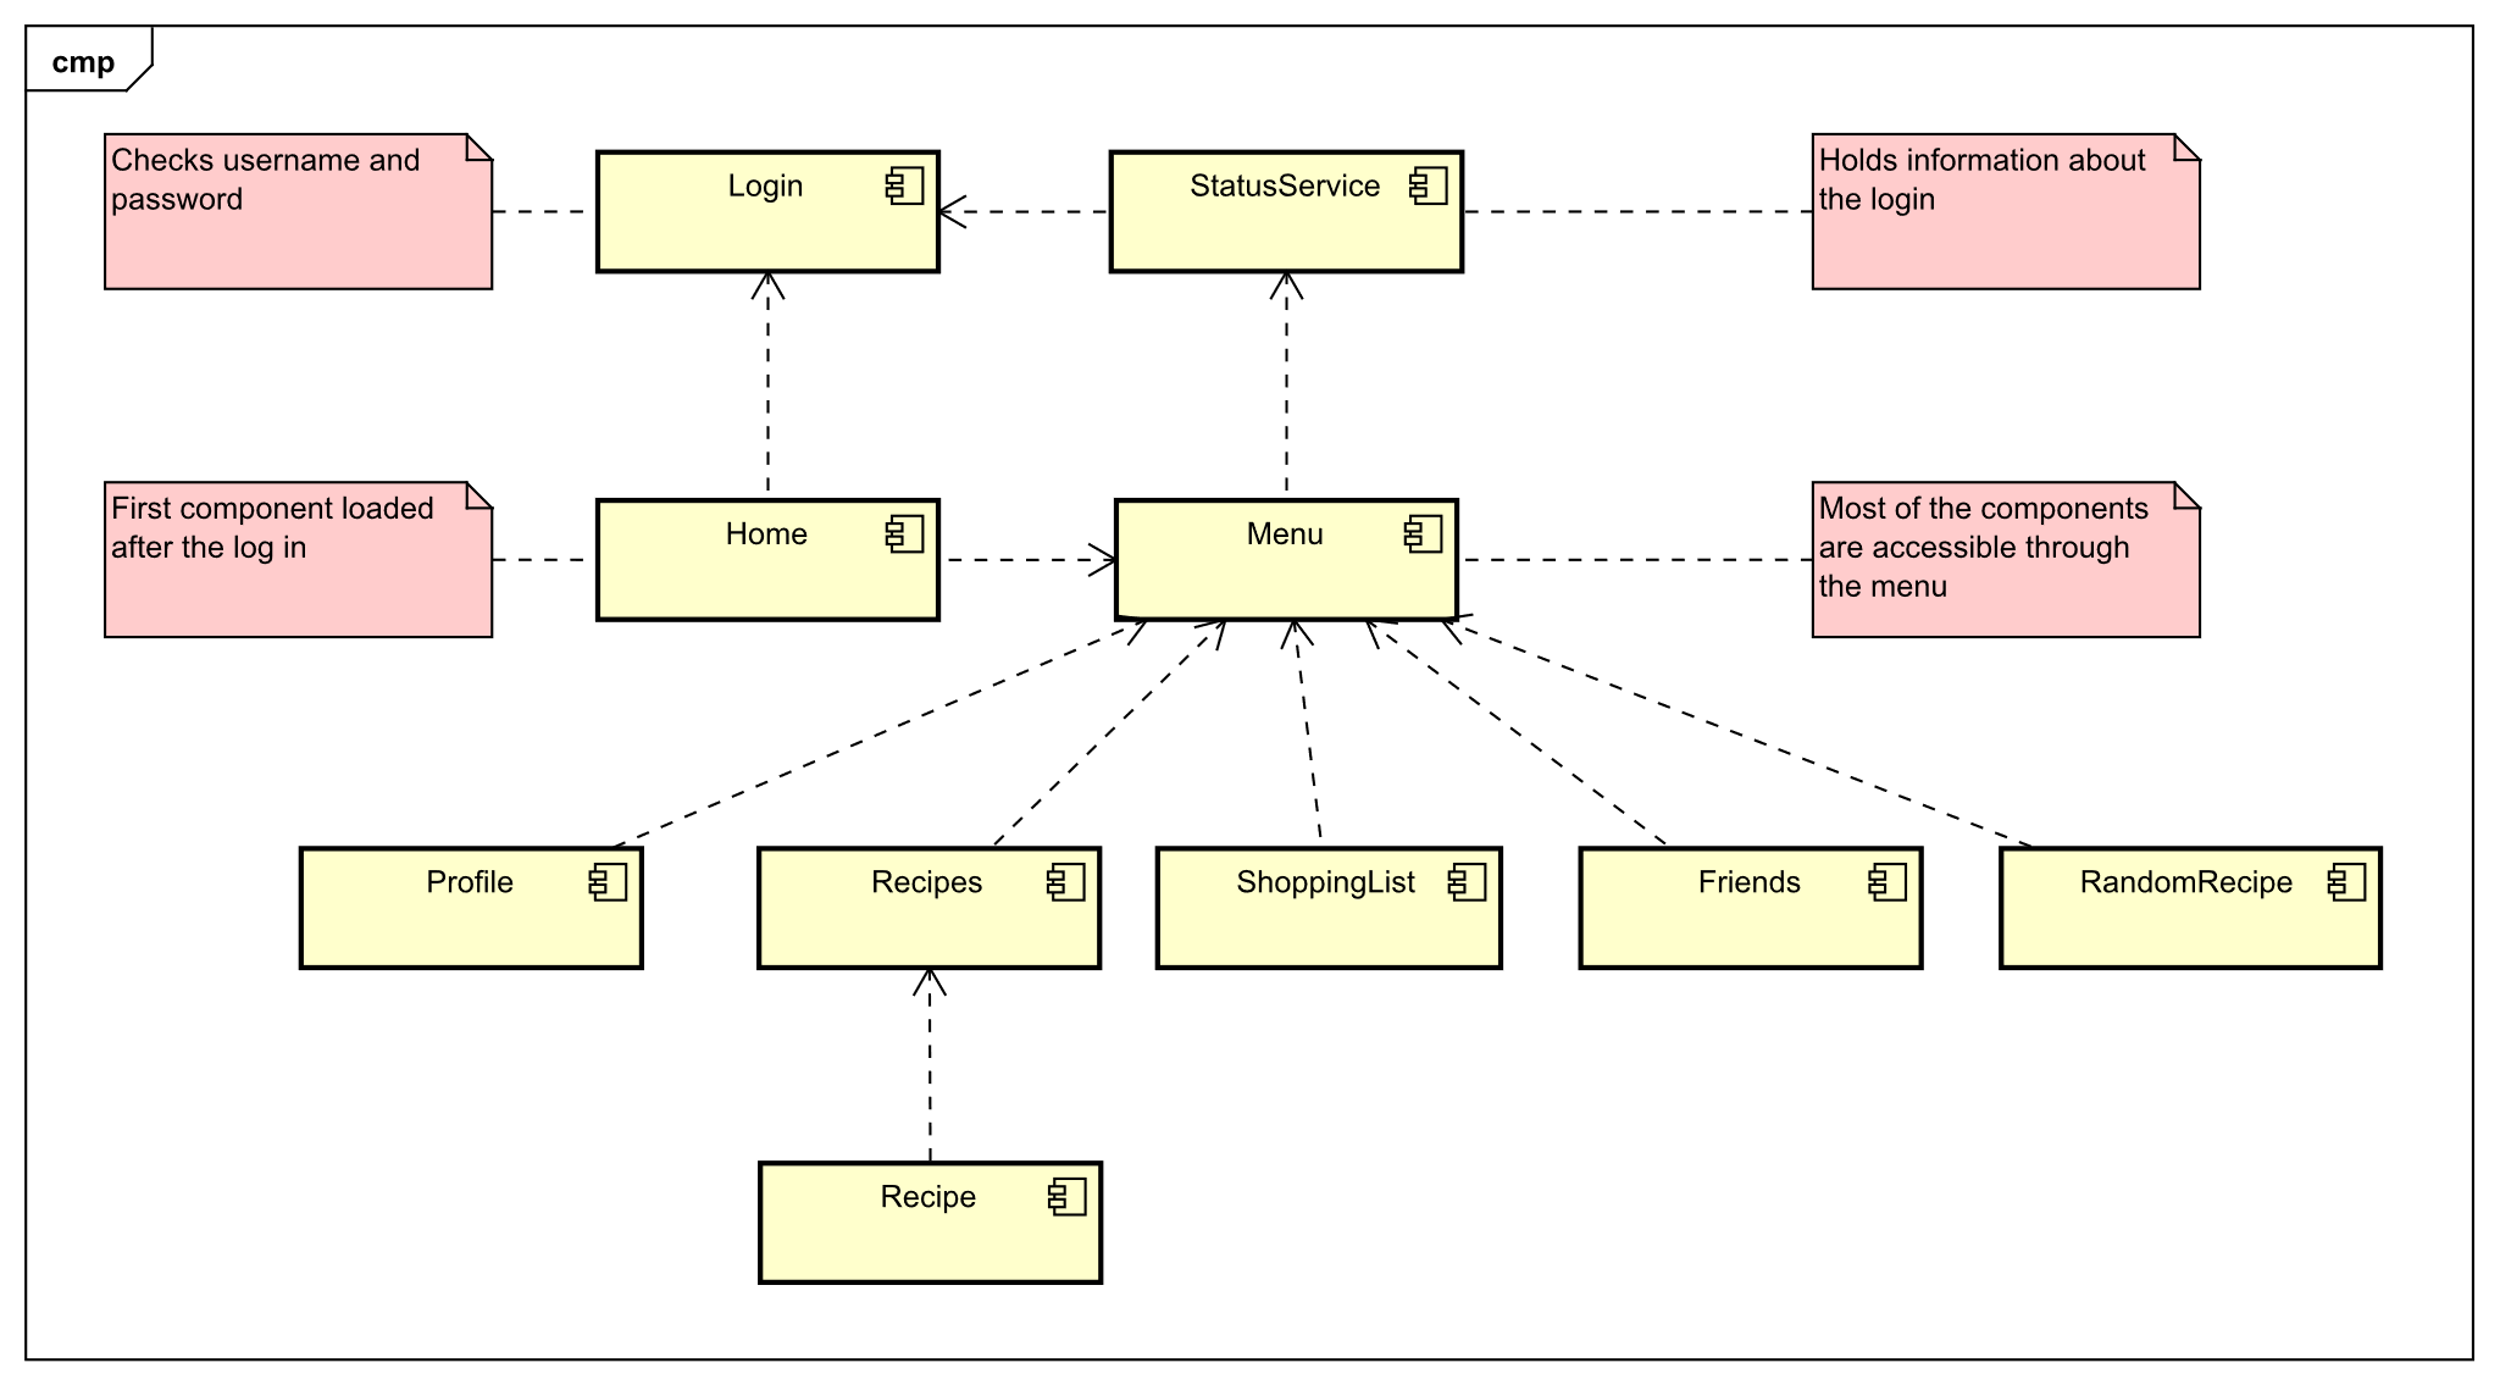 cmp
Checks username and
password
Login
StatusService
Holds information about
the login
First component loaded
after the log in
Home
Menu
Most of the components
are accessible through
the menu
Profile
Recipes
ShoppingList
Friends
RandomRecipe
Recipe